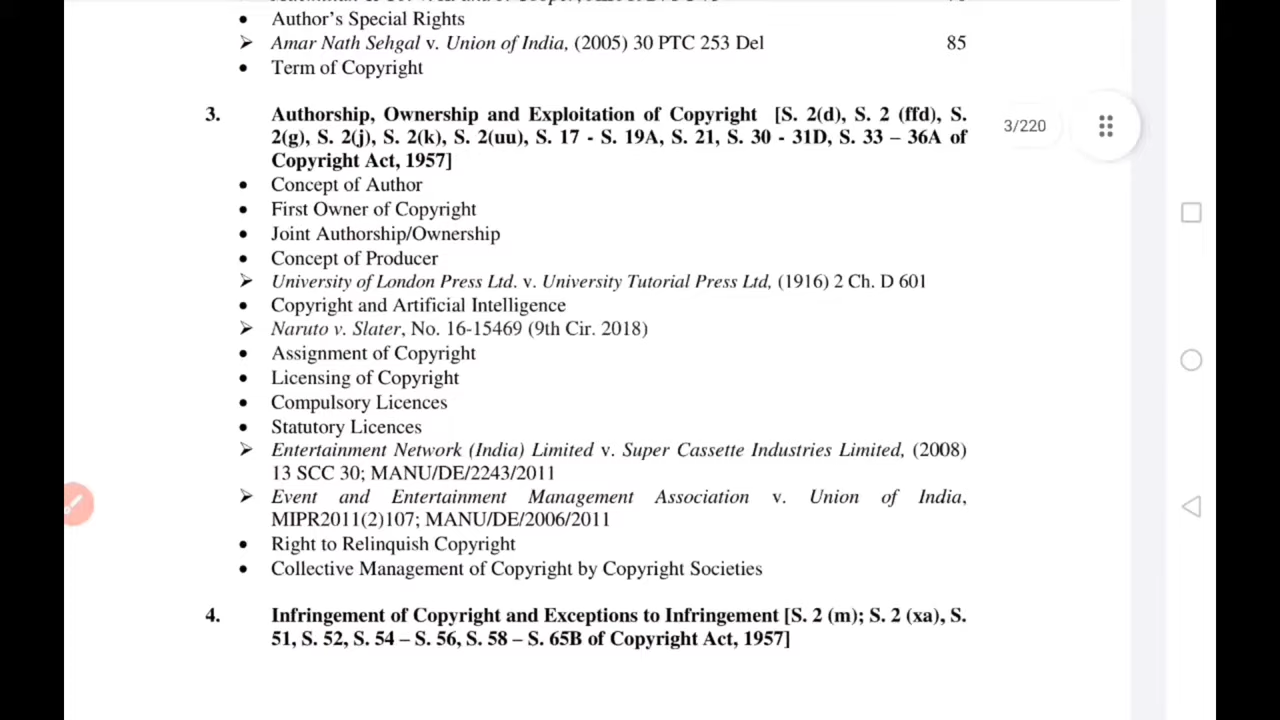 • Author's Special Rights
➢ Amar Nath Sehgal v. Union of India, (2005) 30 PTC 253 Del 85
• Term of Copyright
3. Authorship, Ownership and Exploitation of Copyright [S. 2(d), S. 2 (ffd), S.
2(g), S. 2(j), S. 2(k), S. 2(uu), S. 17 - S. 19A, S. 21, S. 30 - 31D, S. 33 – 36A of
Copyright Act, 1957]
3/220
• Concept of Author
• First Owner of Copyright
• Joint Authorship/Ownership
• Concept of Producer
➢ University of London Press Ltd. v. University Tutorial Press Ltd, (1916) 2 Ch. D 601
• Copyright and Artificial Intelligence
➢ Naruto v. Slater, No. 16-15469 (9th Cir. 2018)
• Assignment of Copyright
• Licensing of Copyright
• Compulsory Licences
• Statutory Licences
➢ Entertainment Network (India) Limited v. Super Cassette Industries Limited, (2008)
13 SCC 30; MANU/DE/2243/2011
➢ Event and Entertainment Management Association v. Union of India,
MIPR2011(2)107; MANU/DE/2006/2011
• Right to Relinquish Copyright
• Collective Management of Copyright by Copyright Societies
4. Infringement of Copyright and Exceptions to Infringement [S. 2 (m); S. 2 (xa), S.
51, S. 52, S. 54 – S. 56, S. 58 – S. 65B of Copyright Act, 1957]